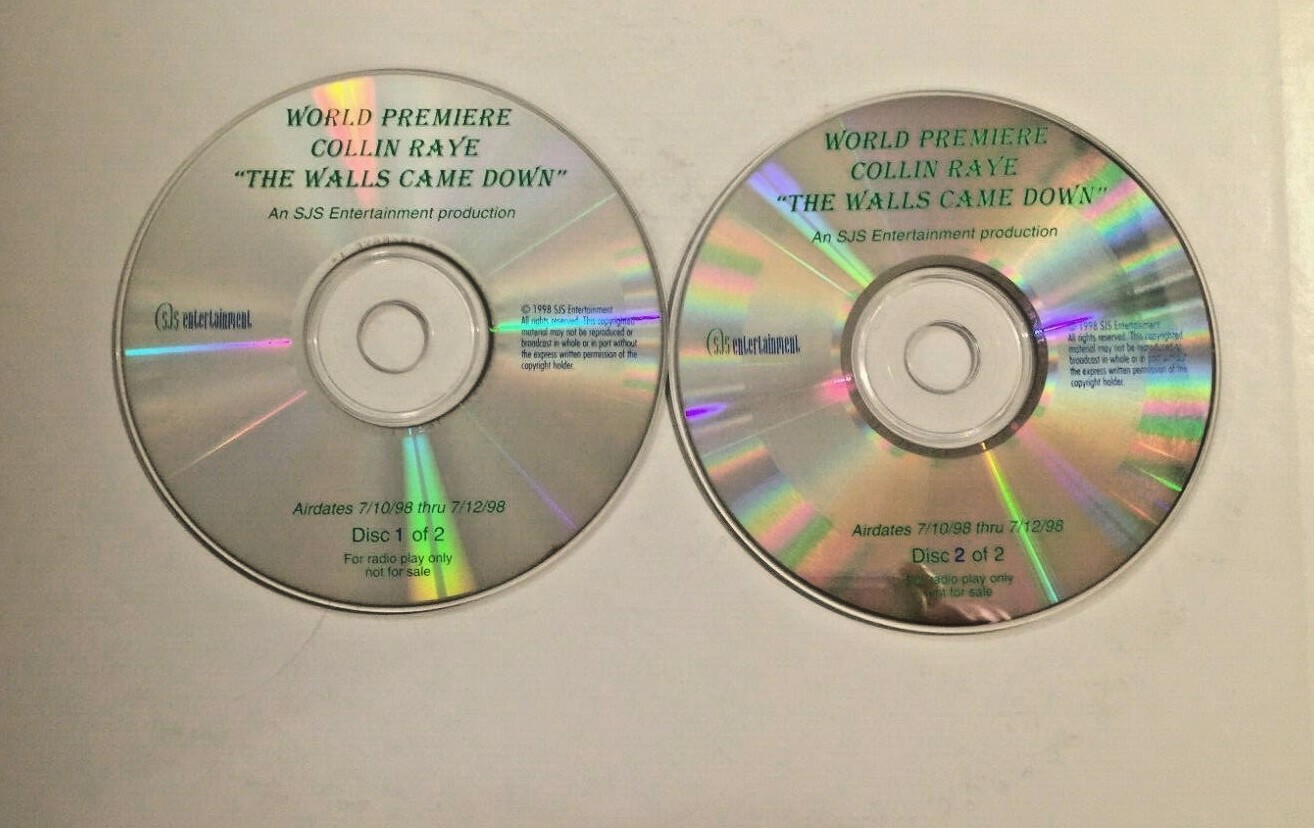 WORLD PREMIERE
COLLIN RAYE
“THE WALLS CAME DOWN”
An SJS Entertainment production
SJS entertainment
© 1998 SJS Entertainment
All rights reserved. This copyrighted
material may not be reproduced or
broadcast in whole or in part without
the express written permission of the
copyright holder.
Airdates 7/10/98 thru 7/12/98
Disc 1 of 2
For radio play only
not for sale
WORLD PREMIERE
COLLIN RAYE
“THE WALLS CAME DOWN”
An SJS Entertainment production
SJS entertainment
© 1998 SJS Entertainment
All rights reserved. This copyrighted
material may not be reproduced or
broadcast in whole or in part without
the express written permission of the
copyright holder.
Airdates 7/10/98 thru 7/12/98
Disc 2 of 2
For radio play only
not for sale